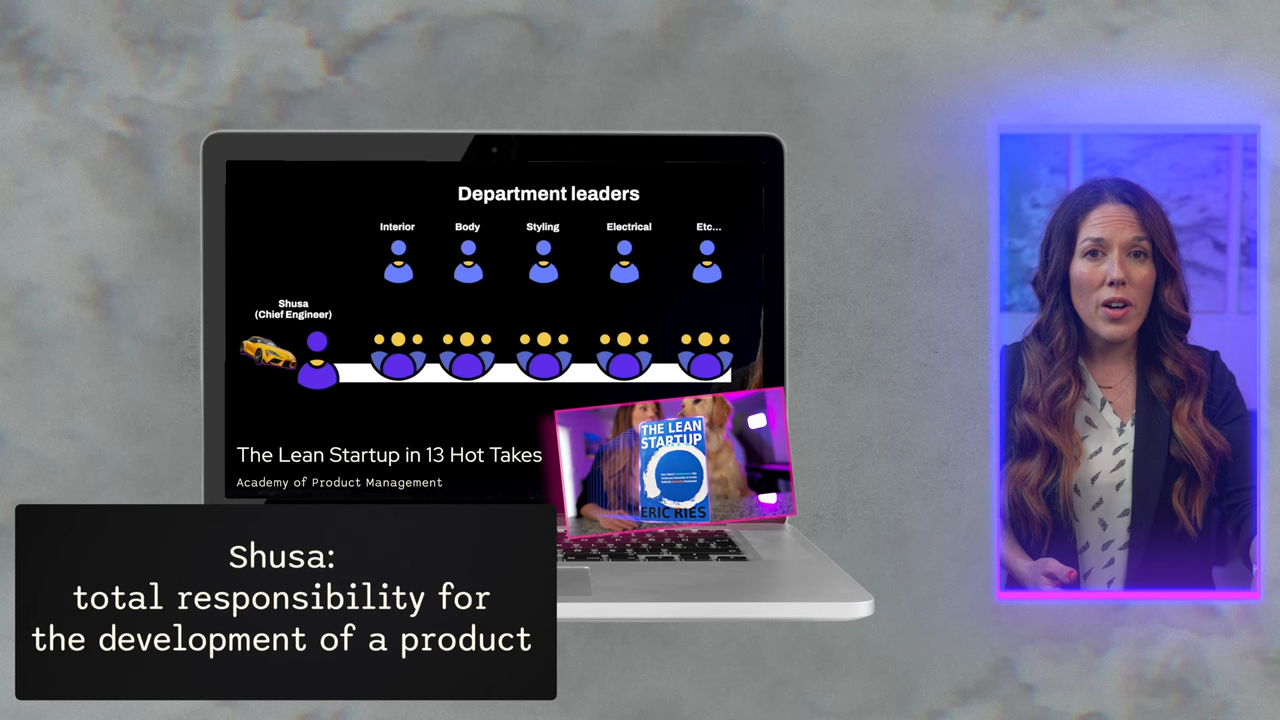 Department leaders
Interior
Body
Styling
Electrical
Etc...
Shusa
(Chief Engineer)
The Lean Startup in 13 Hot Takes
Academy of Product Management
THE LEAN
STARTUP
ERIC RIES
Shusa:
total responsibility for
the development of a product